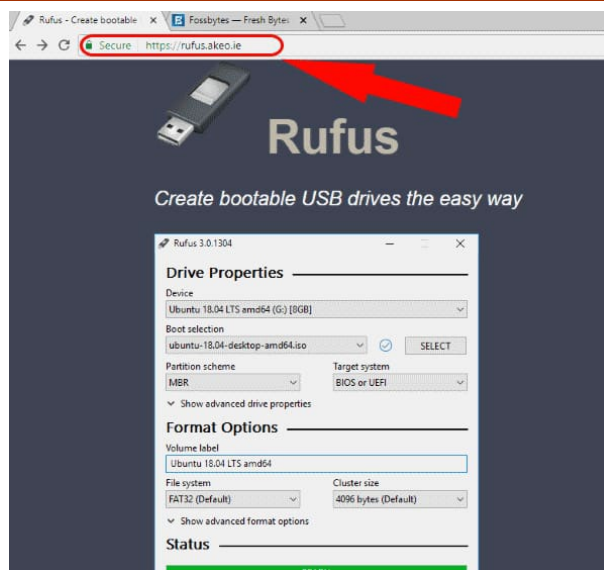 Rufus - Create bootable
Fossbytes — Fresh Bytes
Secure https://rufus.akeo.ie
Rufus
Create bootable USB drives the easy way
Rufus 3.0.1304
Drive Properties
Device
Ubuntu 18.04 LTS amd64 (G:) [8GB]
Boot selection
ubuntu-18.04-desktop-amd64.iso
SELECT
Partition scheme Target system
MBR BIOS or UEFI
Show advanced drive properties
Format Options
Volume label
Ubuntu 18.04 LTS amd64
File system Cluster size
FAT32 (Default) 4096 bytes (Default)
Show advanced format options
Status